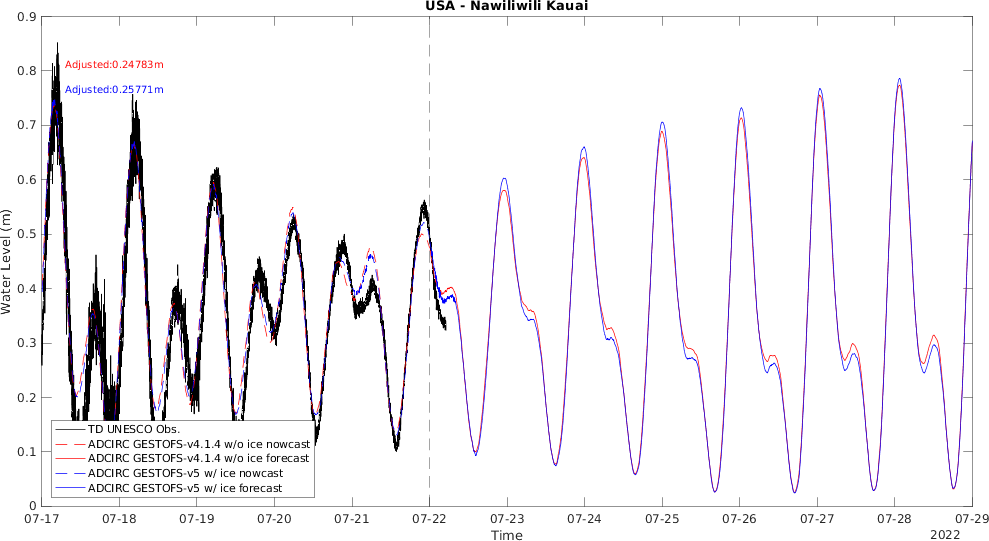 USA - Nawiliwili Kauai
0.9
0.8
0.7
0.6
0.5
0.4
0.3
0.2
0.1
0
Water Level (m)
Adjusted:0.24783m
Adjusted:0.25771m
TD UNESCO Obs.
ADCIRC GESTOFS-v4.1.4 w/o ice nowcast
ADCIRC GESTOFS-v4.1.4 w/o ice forecast
ADCIRC GESTOFS-v5 w/ ice nowcast
ADCIRC GESTOFS-v5 w/ ice forecast
07-17 07-18 07-19 07-20 07-21 07-22 07-23 07-24 07-25 07-26 07-27 07-28 07-29
Time
2022